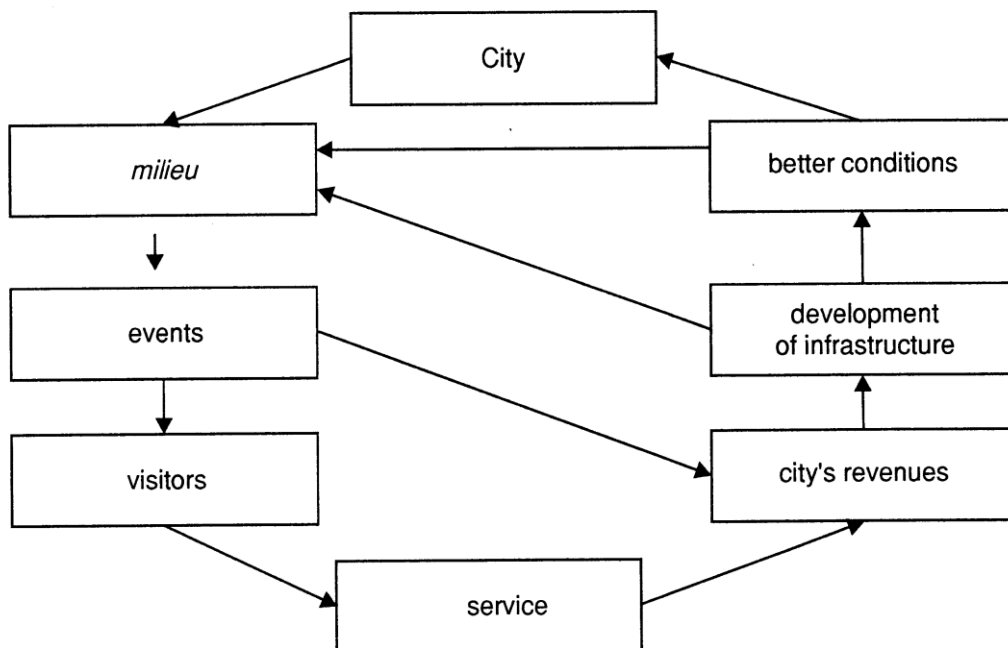 City
milieu
better conditions
events
development
of infrastructure
visitors
city's revenues
service